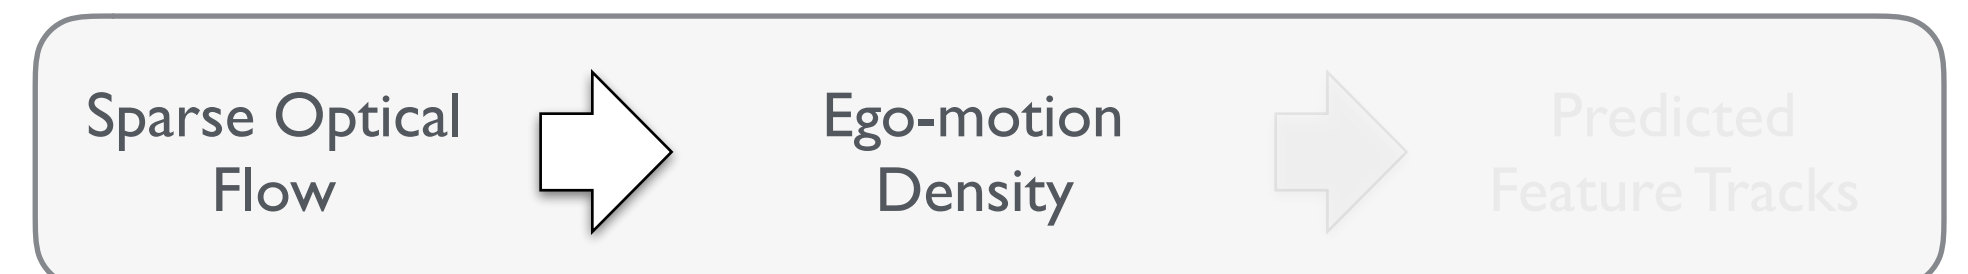 Sparse Optical
Flow
Ego-motion
Density
Predicted
Feature Tracks